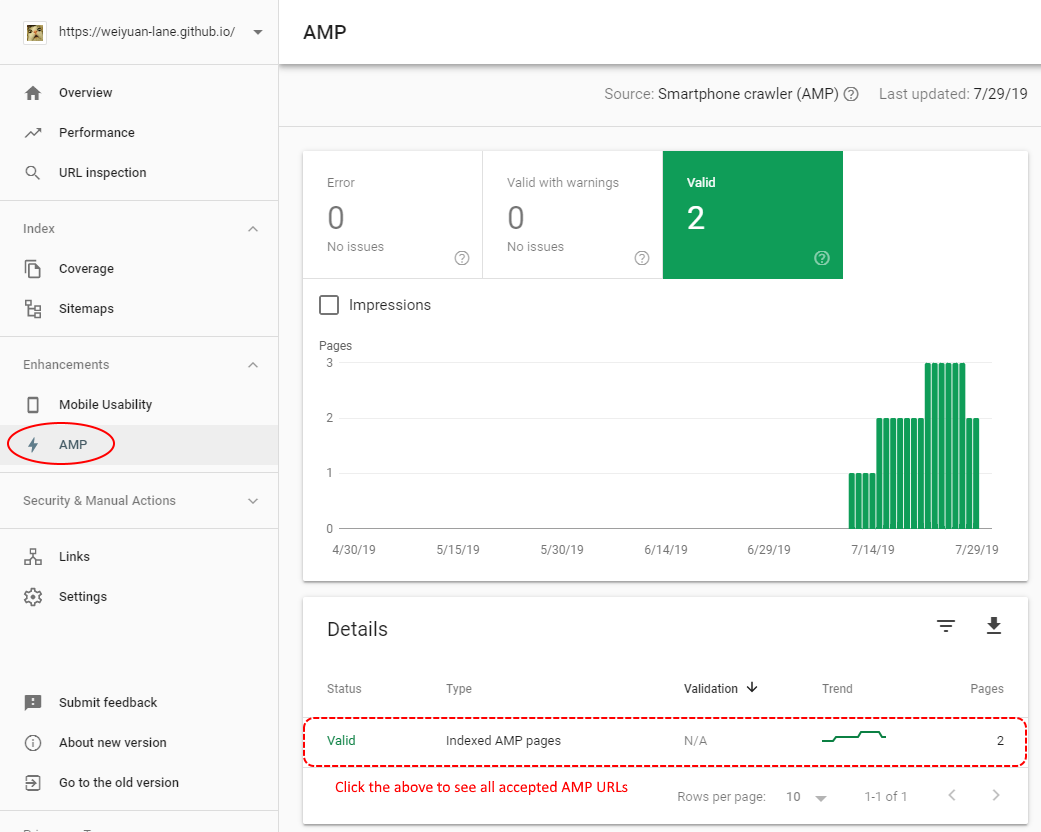 https://weiyuan-lane.github.io/
AMP
Overview
Performance
URL inspection
Index
Coverage
Sitemaps
Enhancements
Mobile Usability
AMP
Security & Manual Actions
Links
Settings
Submit feedback
About new version
Go to the old version
Source: Smartphone crawler (AMP) Last updated: 7/29/19
Error
0
No issues
Valid with warnings
0
No issues
Valid
2
Impressions
Pages
3
2
1
0
4/30/19 5/15/19 5/30/19 6/14/19 6/29/19 7/14/19 7/29/19
Details
Status Type Validation Trend Pages
Valid Indexed AMP pages N/A 2
Click the above to see all accepted AMP URLs
Rows per page: 10 1-1 of 1